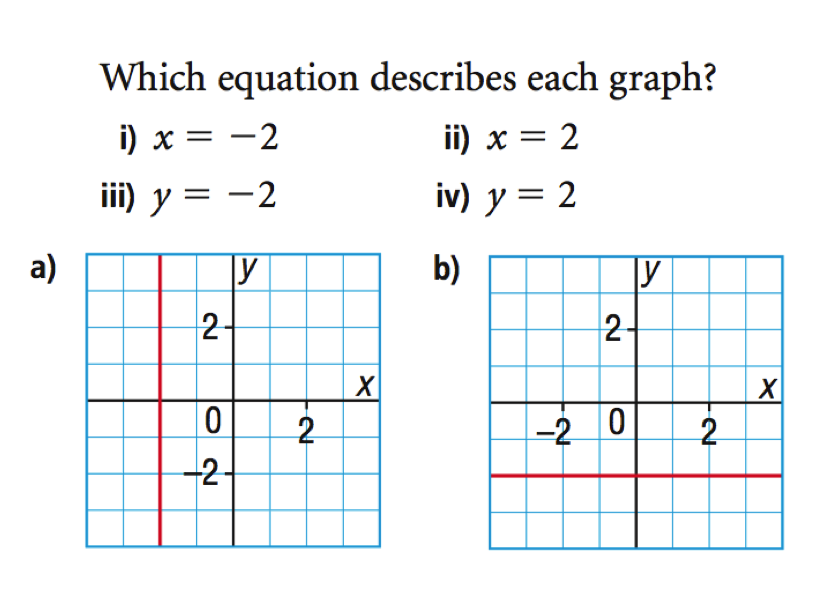 Which equation describes each graph?
i) x = −2 ii) x = 2
iii) y = −2 iv) y = 2
a) y b) y
2 2
x x
0 2 −2 0 2
−2